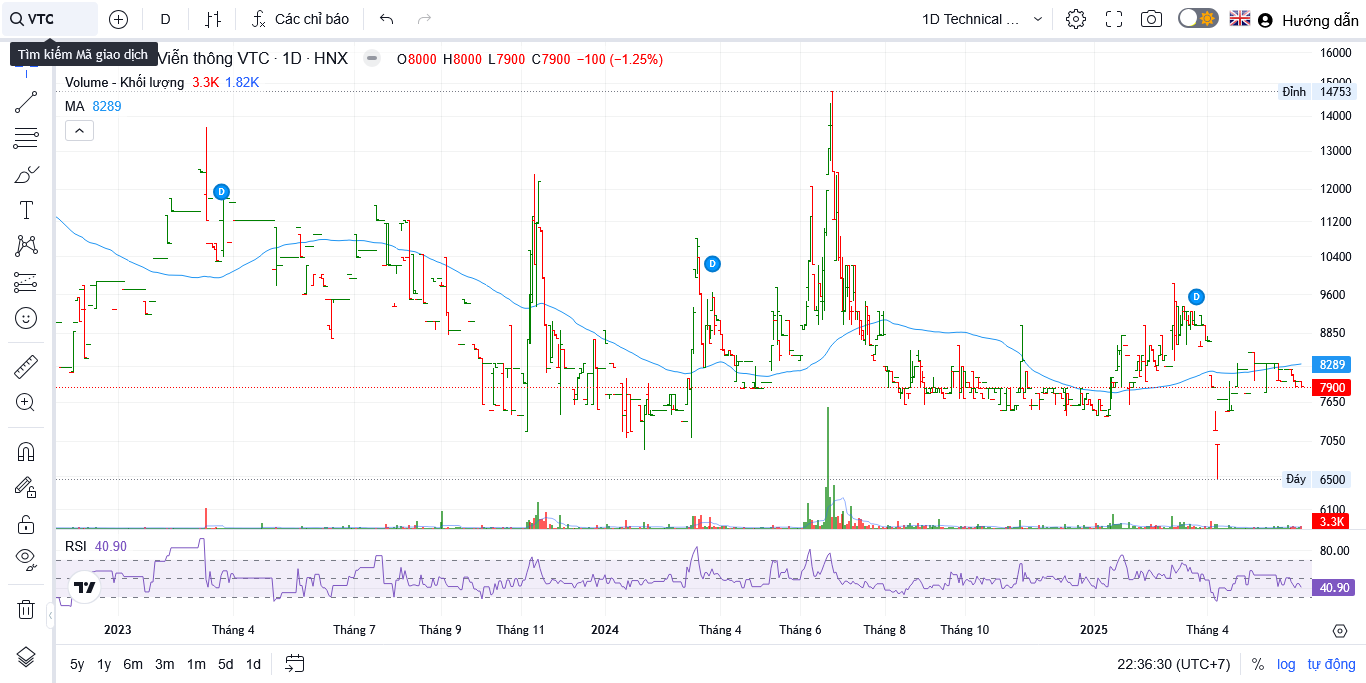 VTC
D
Các chỉ báo
1D Technical ...
Hướng dẫn
Tìm kiếm Mã giao dịch
Viễn thông VTC · 1D · HNX
O8000 H8000 L7900 C7900 −100 (−1.25%)
Volume - Khối lượng 3.3K 1.82K
MA 8289
16000
15000
Đỉnh 14753
14000
13000
12000
11200
10400
9600
8850
8289
7900
7650
7050
Đáy 6500
6100
3.3K
D
D
D
RSI 40.90
80.00
40.90
2023
Tháng 4
Tháng 7
Tháng 9
Tháng 11
2024
Tháng 4
Tháng 6
Tháng 8
Tháng 10
2025
Tháng 4
5y 1y 6m 3m 1m 5d 1d
22:36:30 (UTC+7)
% log tự động